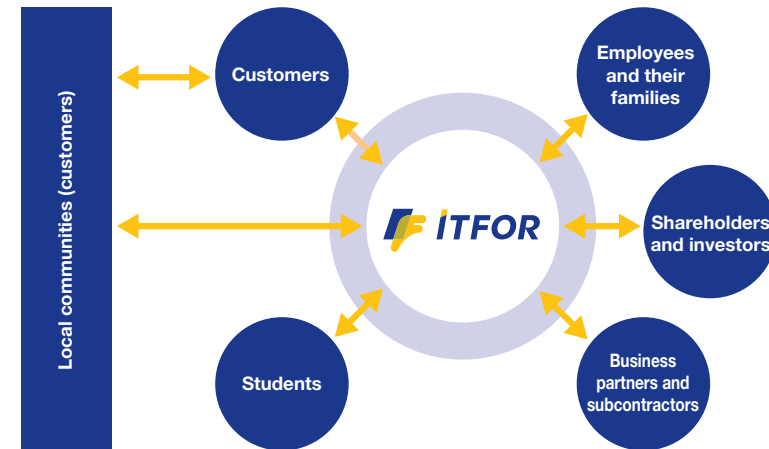 Local communities (customers)
Customers
Employees
and their
families
ITFOR
Shareholders
and investors
Students
Business
partners and
subcontractors